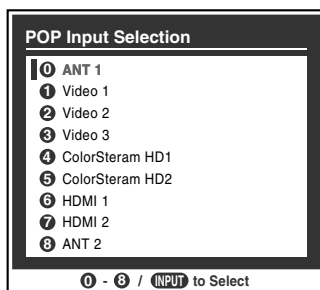 POP Input Selection
0 ANT 1
1 Video 1
2 Video 2
3 Video 3
4 ColorSteram HD1
5 ColorSteram HD2
6 HDMI 1
7 HDMI 2
8 ANT 2
0 - 8 / INPUT to Select